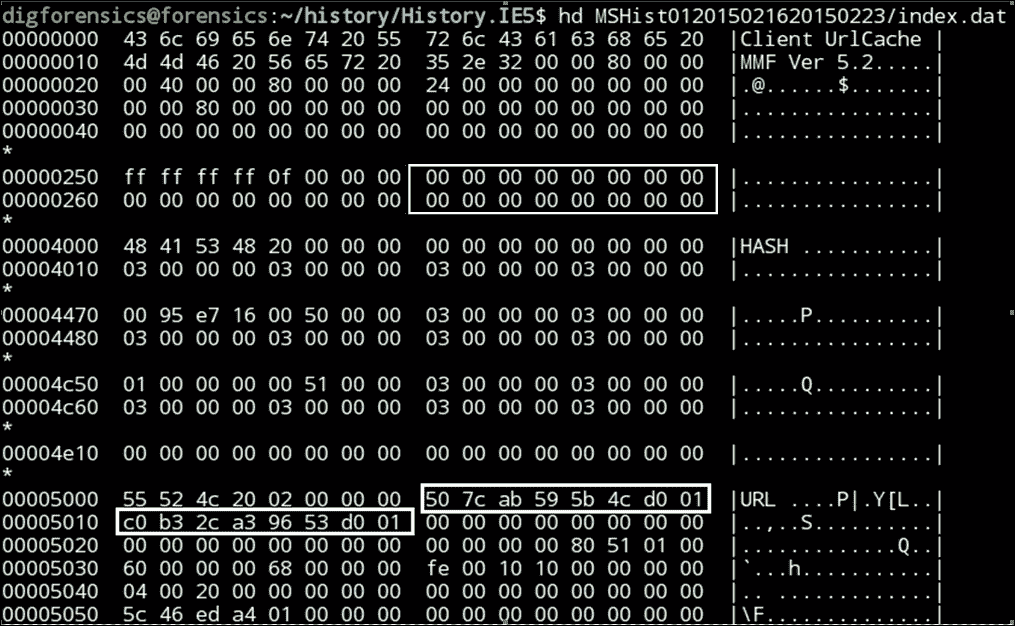 digforensics@forensics:~/history/History.IE5$ hd MSHist012015021620150223/index.dat
00000000  43 6c 69 65 6e 74 20 55  72 6c 43 61 63 68 65 20  |Client UrlCache |
00000010  4d 4d 46 20 56 65 72 20  35 2e 32 00 00 80 00 00  |MMF Ver 5.2.....|
00000020  00 40 00 00 80 00 00 00  24 00 00 00 00 00 00 00  |.@......$.......|
00000030  00 00 80 00 00 00 00 00  00 00 00 00 00 00 00 00  |................|
00000040  00 00 00 00 00 00 00 00  00 00 00 00 00 00 00 00  |................|
*
00000250  ff ff ff ff 0f 00 00 00  00 00 00 00 00 00 00 00  |................|
00000260  00 00 00 00 00 00 00 00  00 00 00 00 00 00 00 00  |................|
*
00004000  48 41 53 48 20 00 00 00  00 00 00 00 00 00 00 00  |HASH ...........|
00004010  03 00 00 00 03 00 00 00  03 00 00 00 03 00 00 00  |................|
*
00004470  00 95 e7 16 00 50 00 00  03 00 00 00 03 00 00 00  |.....P..........|
00004480  03 00 00 00 03 00 00 00  03 00 00 00 03 00 00 00  |................|
*
00004c50  01 00 00 00 00 51 00 00  03 00 00 00 03 00 00 00  |.....Q..........|
00004c60  03 00 00 00 03 00 00 00  03 00 00 00 03 00 00 00  |................|
*
00004e10  00 00 00 00 00 00 00 00  00 00 00 00 00 00 00 00  |................|
*
00005000  55 52 4c 20 02 00 00 00  50 7c ab 59 5b 4c d0 01  |URL ....P|.Y[L..|
00005010  c0 b3 2c a3 96 53 d0 01  00 00 00 00 00 00 00 00  |..,..S..........|
00005020  00 00 00 00 00 00 00 00  00 00 00 00 80 51 01 00  |.............Q..|
00005030  60 00 00 00 68 00 00 00  fe 00 10 10 00 00 00 00  |`...h...........|
00005040  04 00 20 00 00 00 00 00  00 00 00 00 00 00 00 00  |.. .............|
00005050  5c 46 ed a4 01 00 00 00  00 00 00 00 00 00 00 00  |\F..............|